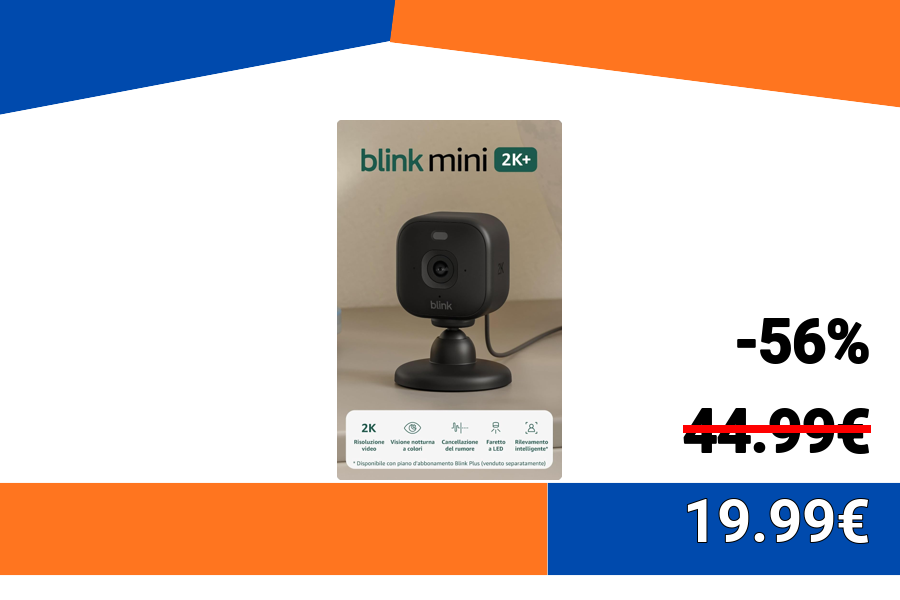 blink mini 2K+
blink
2K
Risoluzione
video
Visione notturna
a colori
Cancellazione
del rumore
Faretto
a LED
Rilevamento
intelligente*
* Disponibile con piano d'abbonamento Blink Plus (venduto separatamente)
-56%
44.99€
19.99€